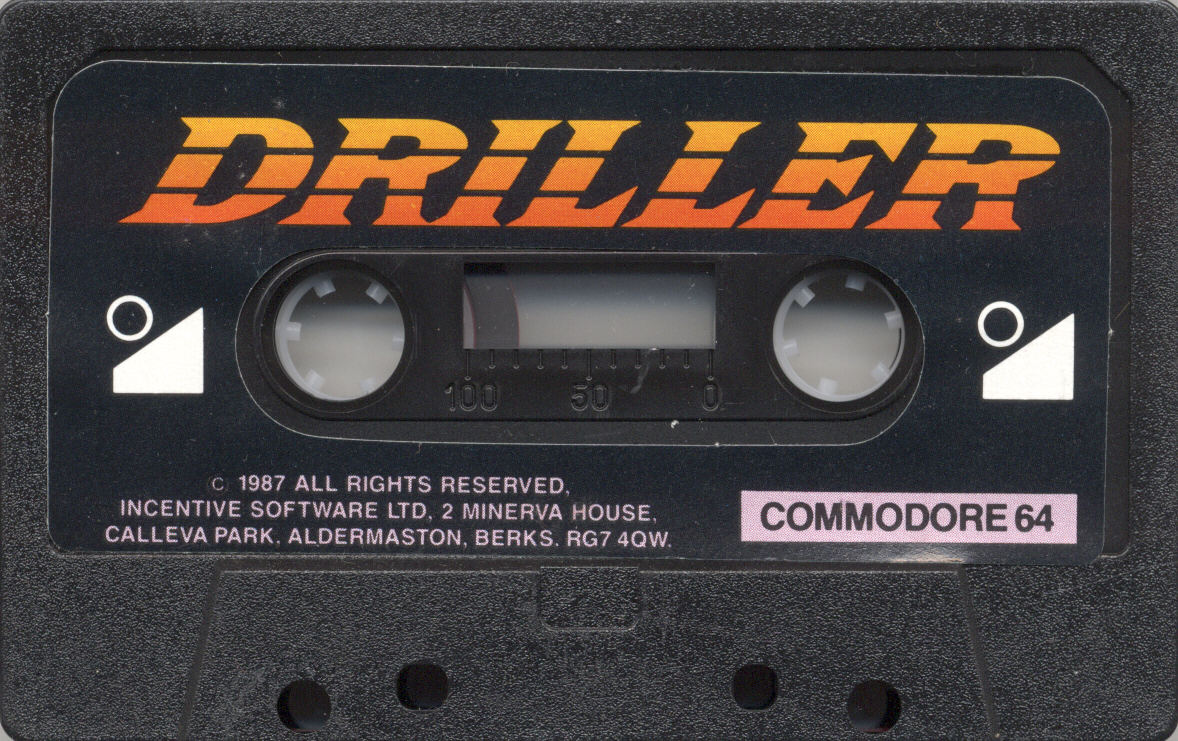 DRILLER
100 50 0
© 1987 ALL RIGHTS RESERVED,
INCENTIVE SOFTWARE LTD, 2 MINERVA HOUSE,
CALLEVA PARK, ALDERMASTON, BERKS. RG7 4QW.
COMMODORE 64